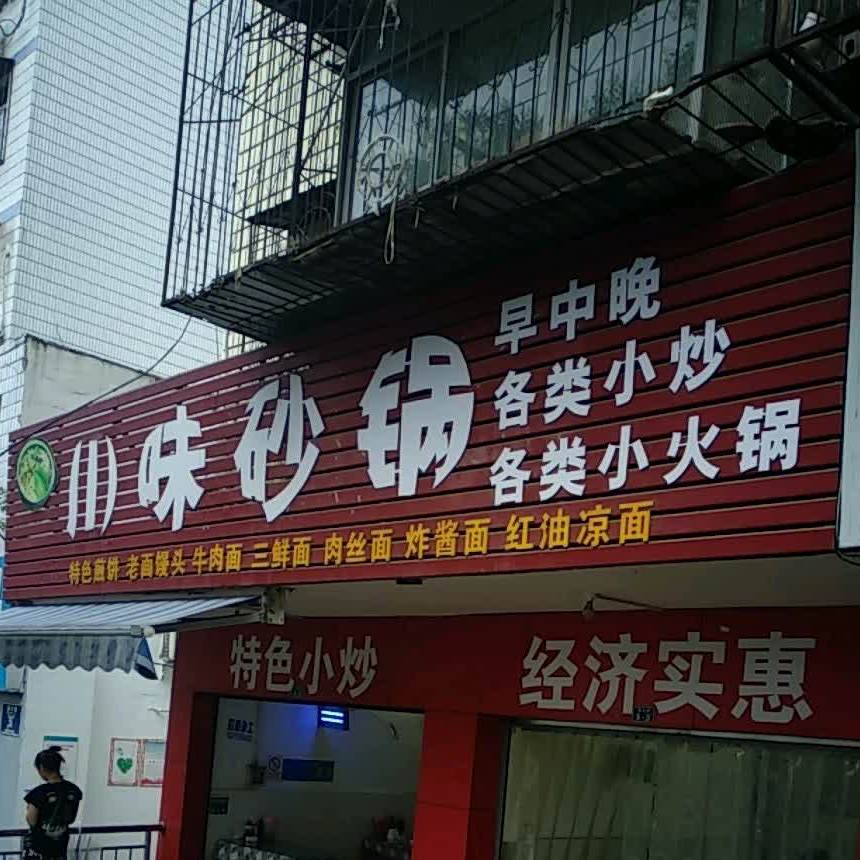 川味砂锅
早中晚
各类小炒
各类小火锅
特色煎饼 老面馒头 牛肉面 三鲜面 肉丝面 炸酱面 红油凉面
特色小炒
经济实惠